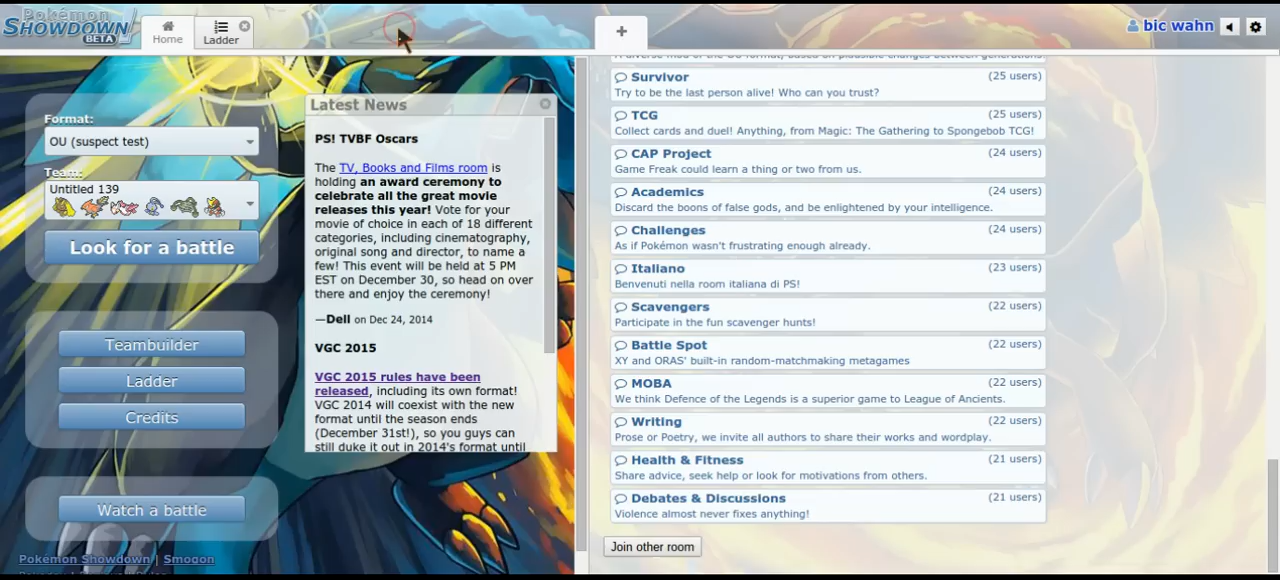 Pokémon
SHOWDOWN
BETA
Home
Ladder
+
bic wahn
Format:
OU (suspect test)
Team:
Untitled 139
Look for a battle
Teambuilder
Ladder
Credits
Watch a battle
Pokémon Showdown | Smogon
Latest News
PS! TVBF Oscars
The TV, Books and Films room is
holding an award ceremony to
celebrate all the great movie
releases this year! Vote for your
movie of choice in each of 18 different
categories, including cinematography,
original song and director, to name a
few! This event will be held at 5 PM
EST on December 30, so head on over
there and enjoy the ceremony!
—Dell on Dec 24, 2014
VGC 2015
VGC 2015 rules have been
released, including its own format!
VGC 2014 will coexist with the new
format until the season ends
(December 31st!), so you guys can
still duke it out in 2014's format until
Survivor (25 users)
Try to be the last person alive! Who can you trust?
TCG (25 users)
Collect cards and duel! Anything, from Magic: The Gathering to Spongebob TCG!
CAP Project (24 users)
Game Freak could learn a thing or two from us.
Academics (24 users)
Discard the boons of false gods, and be enlightened by your intelligence.
Challenges (24 users)
As if Pokémon wasn't frustrating enough already.
Italiano (23 users)
Benvenuti nella room italiana di PS!
Scavengers (22 users)
Participate in the fun scavenger hunts!
Battle Spot (22 users)
XY and ORAS' built-in random-matchmaking metagames
MOBA (22 users)
We think Defence of the Legends is a superior game to League of Ancients.
Writing (22 users)
Prose or Poetry, we invite all authors to share their works and wordplay.
Health & Fitness (21 users)
Share advice, seek help or look for motivations from others.
Debates & Discussions (21 users)
Violence almost never fixes anything!
Join other room